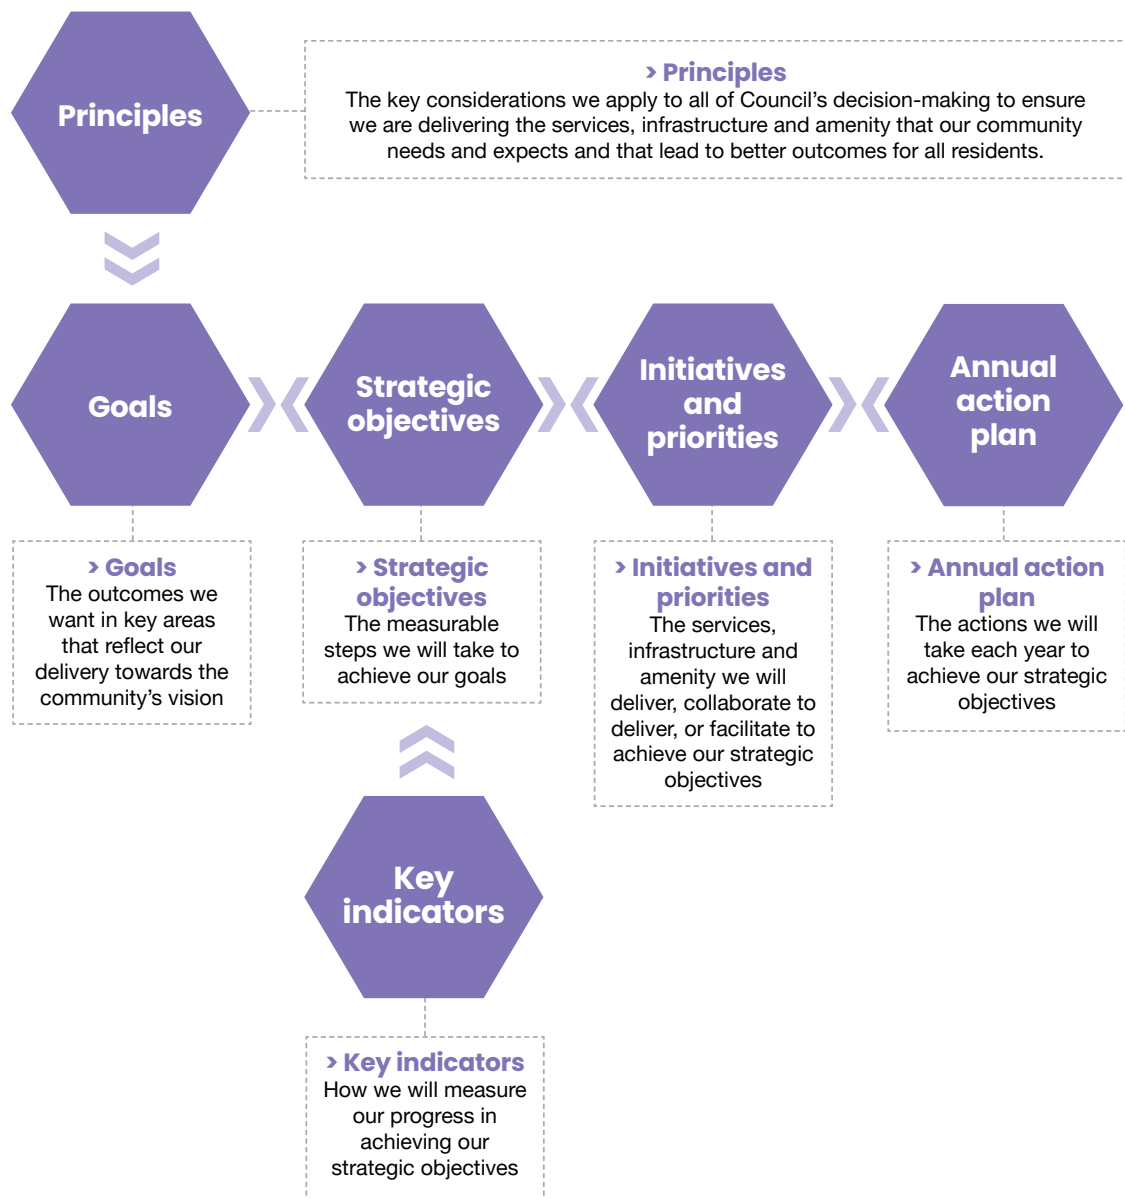 Principles
> Principles
The key considerations we apply to all of Council’s decision-making to ensure
we are delivering the services, infrastructure and amenity that our community
needs and expects and that lead to better outcomes for all residents.
Goals
Strategic
objectives
Initiatives
and
priorities
Annual
action
plan
> Goals
The outcomes we
want in key areas
that reflect our
delivery towards the
community’s vision
> Strategic
objectives
The measurable
steps we will take to
achieve our goals
> Initiatives and
priorities
The services,
infrastructure and
amenity we will
deliver, collaborate to
deliver, or facilitate to
achieve our strategic
objectives
> Annual action
plan
The actions we will
take each year to
achieve our strategic
objectives
Key
indicators
> Key indicators
How we will measure
our progress in
achieving our
strategic objectives